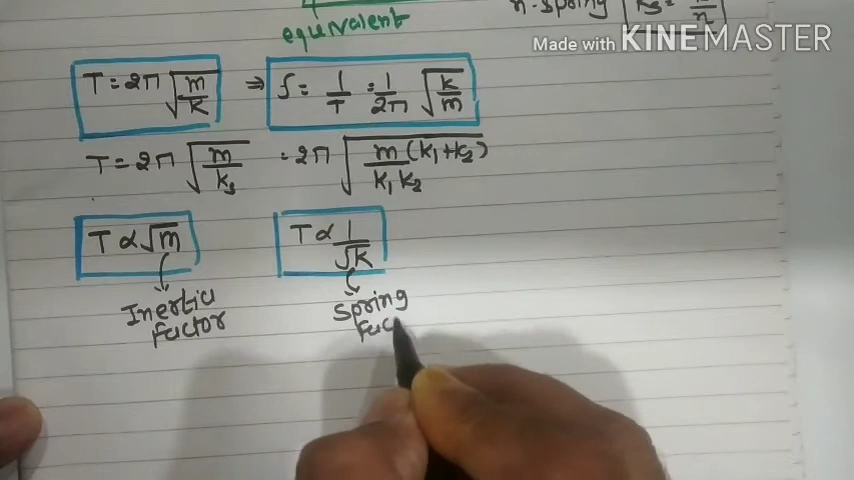 equivalent
n-spring
Made with KINEMASTER
T = 2π √(m/k) ⇒ f = 1/T = 1/2π √(k/m)
T = 2π √(m/ks) = 2π √(m(k1+k2)/k1k2)
T ∝ √m    T ∝ 1/√k
Inertia
factor
Spring
fac